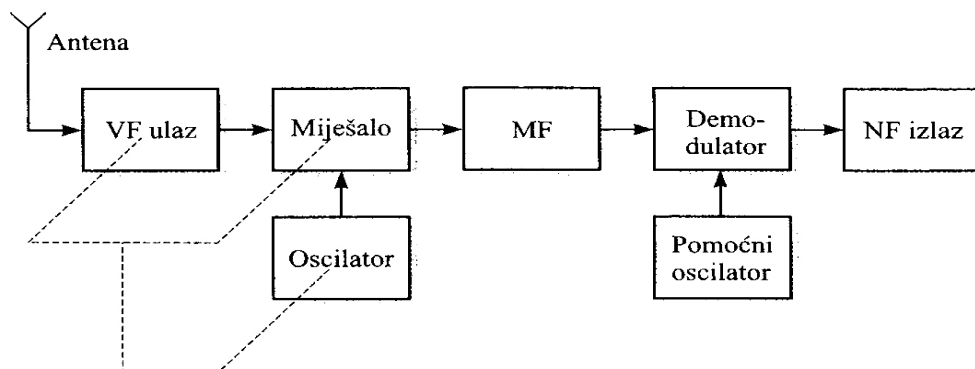 Antena
VF ulaz
Miješalo
MF
Demo-
dulator
NF izlaz
Oscilator
Pomoćni
oscilator